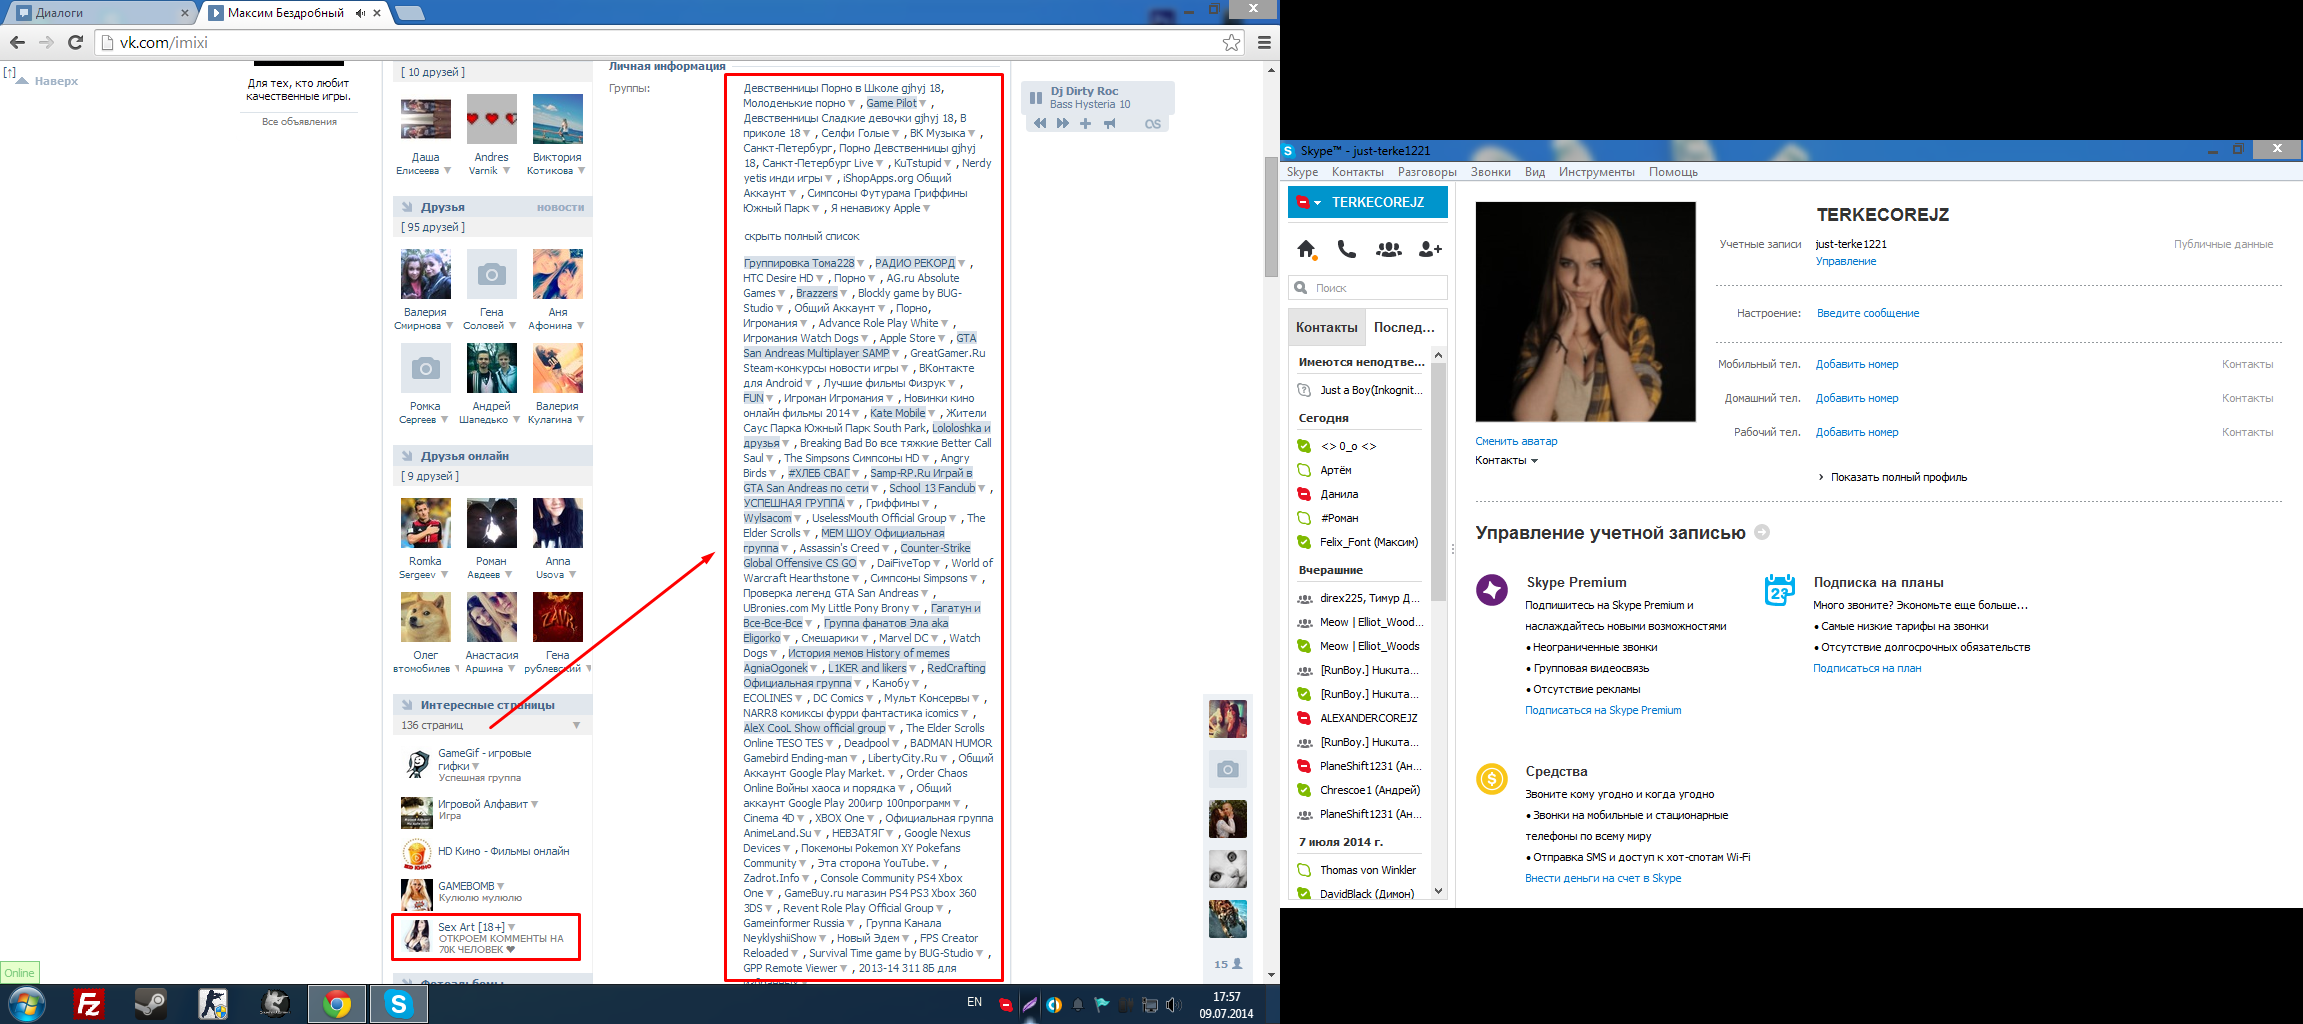 Диалоги
Максим Бездробный
vk.com/imixi
[↑]
Наверх
Для тех, кто любит
качественные игры.
Все объявления
[ 10 друзей ]
Даша
Елисеева
Andres
Varnik
Виктория
Котикова
Друзья
новости
[ 95 друзей ]
Валерия
Смирнова
Гена
Соловей
Аня
Афонина
Ромка
Сергеев
Андрей
Шапедько
Валерия
Кулагина
Друзья онлайн
[ 9 друзей ]
Romka
Sergeev
Роман
Авдеев
Anna
Usova
Олег
втомобилев
Анастасия
Аршина
Гена
рублевский
Интересные страницы
136 страниц
GameGif - игровые
гифки
Успешная группа
Игровой Алфавит
Игра
HD Кино - Фильмы онлайн
GAMEBOMB
Кулюлю мулюлю
Sex Art [18+]
ОТКРОЕМ КОММЕНТЫ НА
70К ЧЕЛОВЕК ❤
Фотоальбомы
Online
Личная информация
Группы:
Девственницы Порно в Школе gjhyj 18,
Молоденькие порно , Game Pilot ,
Девственницы Сладкие девочки gjhyj 18, В
приколе 18 , Селфи Голые , ВК Музыка ,
Санкт-Петербург, Порно Девственницы gjhyj
18, Санкт-Петербург Live , KuTstupid , Nerdy
yetis инди игры , iShopApps.org Общий
Аккаунт , Симпсоны Футурама Гриффины
Южный Парк , Я ненавижу Apple
скрыть полный список
Группировка Тома228 , РАДИО РЕКОРД ,
HTC Desire HD , Порно , AG.ru Absolute
Games , Brazzers , Blockly game by BUG-
Studio , Общий Аккаунт , Порно,
Игромания , Advance Role Play White ,
Игромания Watch Dogs , Apple Store , GTA
San Andreas Multiplayer SAMP , GreatGamer.Ru
Steam-конкурсы новости игры , ВКонтакте
для Android , Лучшие фильмы Физрук ,
FUN , Игроман Игромания , Новинки кино
онлайн фильмы 2014 , Kate Mobile , Жители
Саус Парка Южный Парк South Park, Lololoshka и
друзья , Breaking Bad Во все тяжкие Better Call
Saul , The Simpsons Симпсоны HD , Angry
Birds , #ХЛЕБ СВАГ , Samp-RP.Ru Играй в
GTA San Andreas по сети , School 13 Fanclub ,
УСПЕШНАЯ ГРУППА , Гриффины ,
Wylsacom , UselessMouth Official Group , The
Elder Scrolls , МЕМ ШОУ Официальная
группа , Assassin's Creed , Counter-Strike
Global Offensive CS GO , DaiFiveTop , World of
Warcraft Hearthstone , Симпсоны Simpsons ,
Проверка легенд GTA San Andreas ,
UBronies.com My Little Pony Brony , Гагатун и
Все-Все-Все , Группа фанатов Эла aka
Eligorko , Смешарики , Marvel DC , Watch
Dogs , История мемов History of memes
AgniaOgonek , L1KER and likers , RedCrafting
Официальная группа , Канобу ,
ECOLINES , DC Comics , Мульт Консервы ,
NARR8 комиксы фурри фантастика icomics ,
AleX CooL Show official group , The Elder Scrolls
Online TESO TES , Deadpool , BADMAN HUMOR
Gamebird Ending-man , LibertyCity.Ru , Общий
Аккаунт Google Play Market. , Order Chaos
Online Войны хаоса и порядка , Общий
аккаунт Google Play 200игр 100программ ,
Cinema 4D , XBOX One , Официальная группа
AnimeLand.Su , НЕВЗАТЯГ , Google Nexus
Devices , Покемоны Pokemon XY Pokefans
Community , Эта сторона YouTube. ,
Zadrot.Info , Console Community PS4 Xbox
One , GameBuy.ru магазин PS4 PS3 Xbox 360
3DS , Revent Role Play Official Group ,
Gameinformer Russia , Группа Канала
NeyklyshiiShow , Новый Эдем , FPS Creator
Reloaded , Survival Time game by BUG-Studio ,
GPP Remote Viewer , 2013-14 311 8Б для
избранных
Dj Dirty Roc
Bass Hysteria 10
15
EN
17:57
09.07.2014
Skype™ - just-terke1221
Skype Контакты Разговоры Звонки Вид Инструменты Помощь
TERKECOREJZ
Поиск
Контакты
Послед...
Имеются неподтве...
Just a Boy(Inkognit...
Сегодня
<> 0_o <>
Артём
Данила
#Роман
Felix_Font (Максим)
Вчерашние
direx225, Тимур Д...
Meow | Elliot_Wood...
Meow | Elliot_Woods
[RunBoy.] Никита...
[RunBoy.] Никита...
ALEXANDERCOREJZ
[RunBoy.] Никита...
PlaneShift1231 (Ан...
Chrescoe1 (Андрей)
PlaneShift1231 (Ан...
7 июля 2014 г.
Thomas von Winkler
DavidBlack (Димон)
TERKECOREJZ
Учетные записи
just-terke1221
Публичные данные
Управление
Настроение:
Введите сообщение
Мобильный тел.
Добавить номер
Контакты
Домашний тел.
Добавить номер
Контакты
Рабочий тел.
Добавить номер
Контакты
Сменить аватар
Контакты
Показать полный профиль
Управление учетной записью
Skype Premium
Подпишитесь на Skype Premium и
наслаждайтесь новыми возможностями
• Неограниченные звонки
• Групповая видеосвязь
• Отсутствие рекламы
Подписаться на Skype Premium
23
Подписка на планы
Много звоните? Экономьте еще больше...
• Самые низкие тарифы на звонки
• Отсутствие долгосрочных обязательств
Подписаться на план
Средства
Звоните кому угодно и когда угодно
• Звонки на мобильные и стационарные
телефоны по всему миру
• Отправка SMS и доступ к хот-спотам Wi-Fi
Внести деньги на счет в Skype